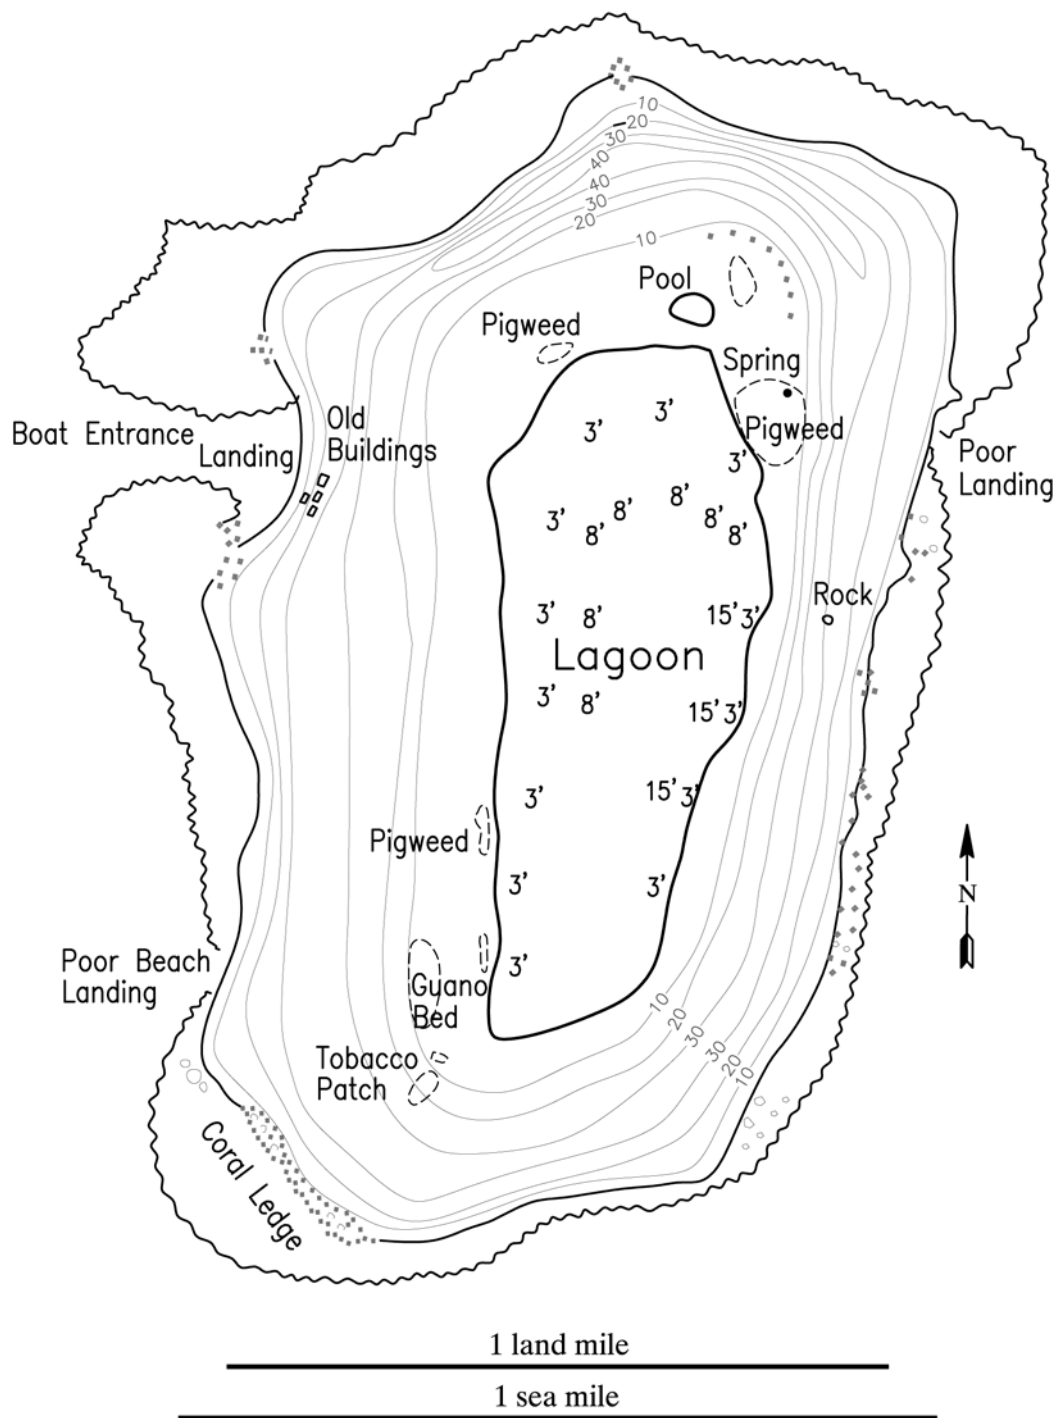 10
20
30
40
40
30
20
10
Pool
Pigweed
Spring
Pigweed
Old
Buildings
Boat Entrance
Landing
Poor
Landing
3'
3'
3'
8'
8'
3'
8'
8'
8'
Rock
3'
8'
15'
3'
Lagoon
3'
8'
15'
3'
3'
15'
3'
Pigweed
3'
3'
N
Poor Beach
Landing
3'
Guano
Bed
10
20
30
30
20
10
Tobacco
Patch
Coral Ledge
1 land mile
1 sea mile